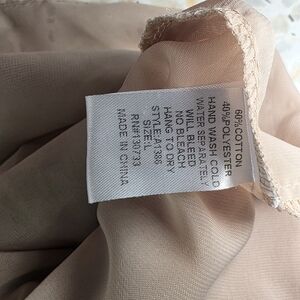 60%COTTON
40%POLYESTER
HAND WASH COLD
WATER SEPARATELY
WILL BLEED
NO BLEACH
HANG TO DRY
STYLE:A1386
SIZE:L
RN#130733
MADE IN CHINA